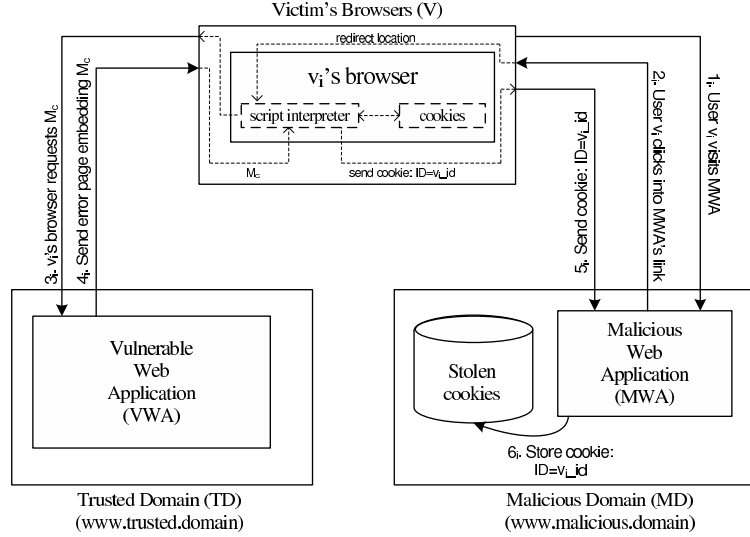 Victim's Browsers (V)
redirect location
vi's browser
script interpreter
cookies
Mc
send cookie: ID=vi_id
3i. vi's browser requests Mc
4i. Send error page embedding Mc
5i. Send cookie: ID=vi_id
2i. User vi clicks into MWA's link
1i. User vi visits MWA
Vulnerable
Web
Application
(VWA)
Stolen
cookies
Malicious
Web
Application
(MWA)
6i. Store cookie:
ID=vi_id
Trusted Domain (TD)
(www.trusted.domain)
Malicious Domain (MD)
(www.malicious.domain)